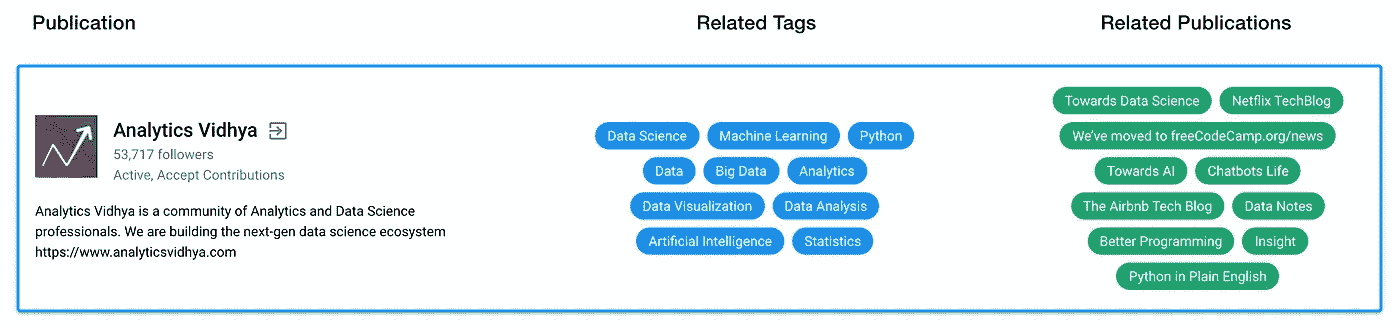 Publication
Related Tags
Related Publications
Analytics Vidhya
53,717 followers
Active, Accept Contributions
Analytics Vidhya is a community of Analytics and Data Science
professionals. We are building the next-gen data science ecosystem
https://www.analyticsvidhya.com
Data Science Machine Learning Python
Data Big Data Analytics
Data Visualization Data Analysis
Artificial Intelligence Statistics
Towards Data Science Netflix TechBlog
We've moved to freeCodeCamp.org/news
Towards AI Chatbots Life
The Airbnb Tech Blog Data Notes
Better Programming Insight
Python in Plain English